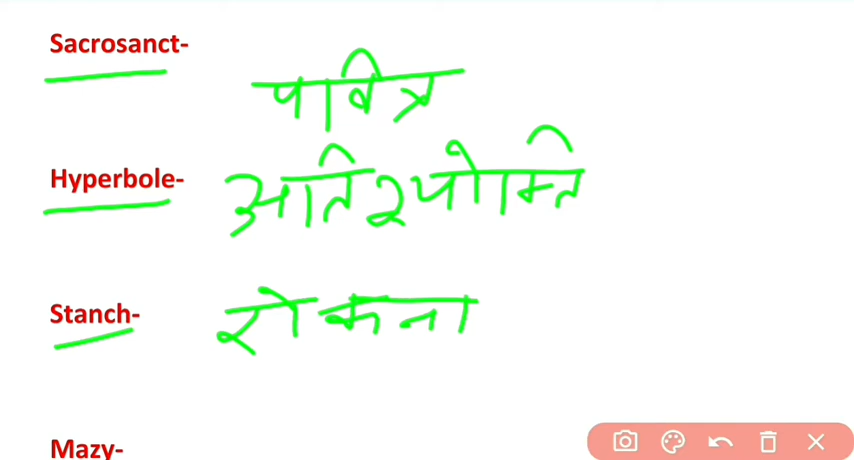 Sacrosanct-
पवित्र
Hyperbole-
अतिश्योक्ति
Stanch-
रोकना
Mazy-